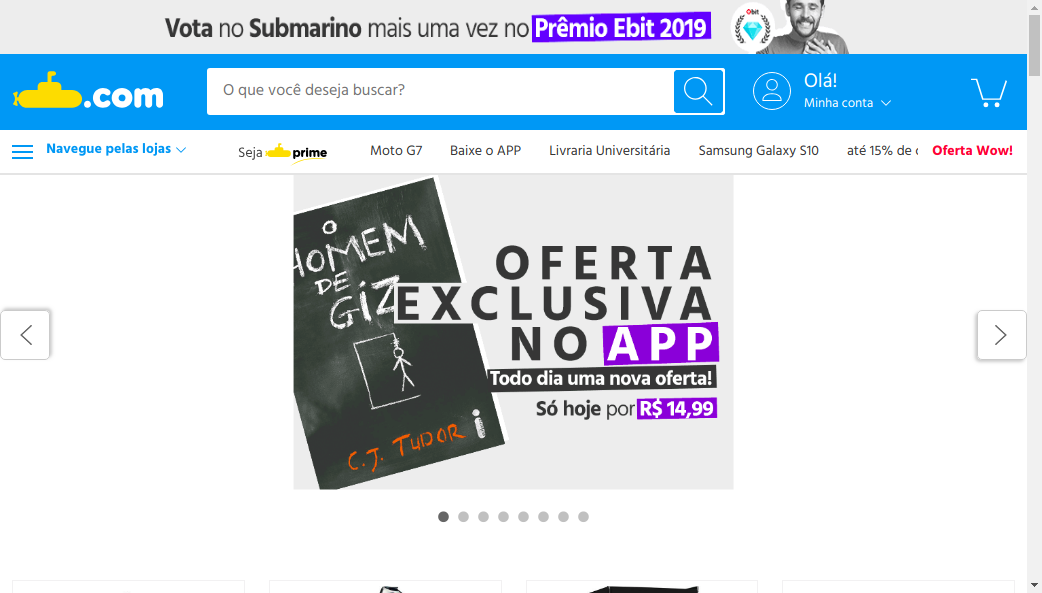 Vota no Submarino mais uma vez no Prêmio Ebit 2019
Ebit
.com
O que você deseja buscar?
Olá!
Minha conta
Navegue pelas lojas
Seja prime
Moto G7
Baixe o APP
Livraria Universitária
Samsung Galaxy S10
até 15% de
Oferta Wow!
O
HOMEM
DE
GIZ
C.J. TUDOR
i
OFERTA
EXCLUSIVA
NO APP
Todo dia uma nova oferta!
Só hoje por R$ 14,99